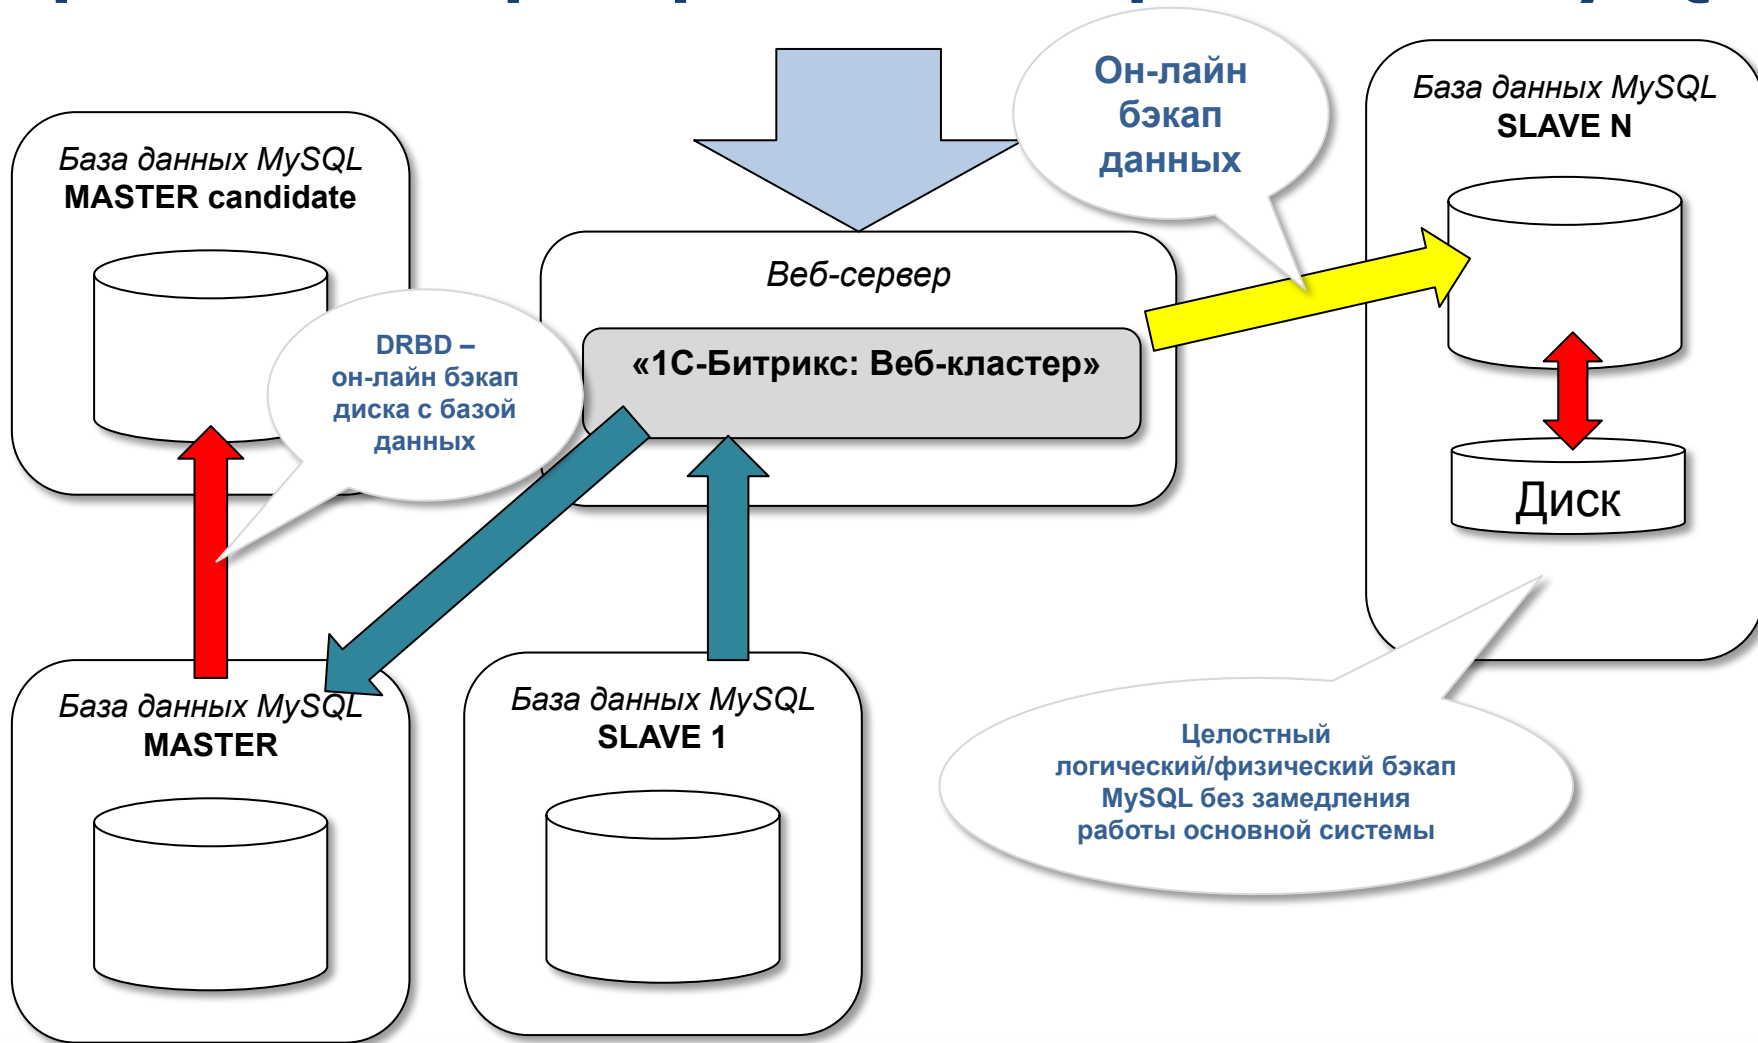 Он-лайн
бэкап
данных
База данных MySQL
SLAVE N
База данных MySQL
MASTER candidate
Веб-сервер
DRBD –
он-лайн бэкап
диска с базой
данных
«1С-Битрикс: Веб-кластер»
Диск
База данных MySQL
MASTER
База данных MySQL
SLAVE 1
Целостный
логический/физический бэкап
MySQL без замедления
работы основной системы